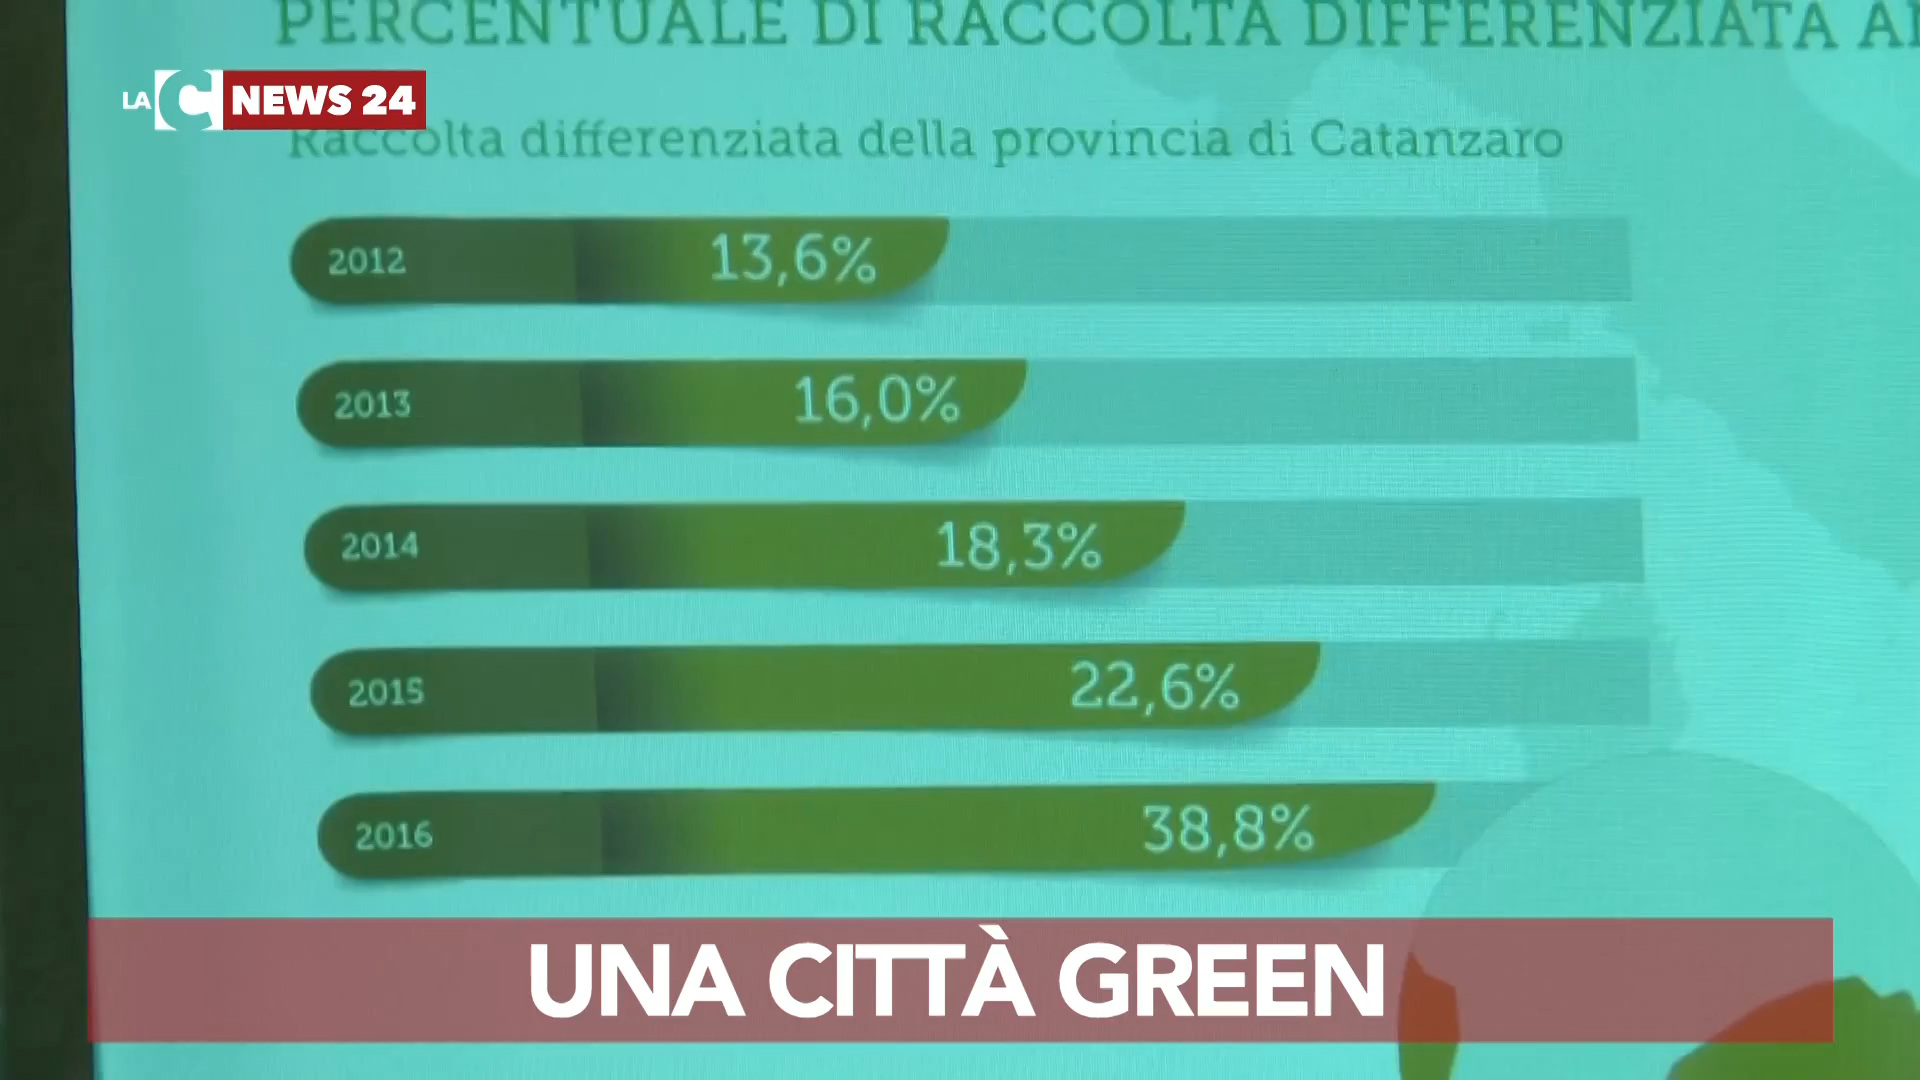 PERCENTUALE DI RACCOLTA DIFFERENZIATA
LA C NEWS 24
Raccolta differenziata della provincia di Catanzaro
2012 13,6%
2013 16,0%
2014 18,3%
2015 22,6%
2016 38,8%
UNA CITTÀ GREEN